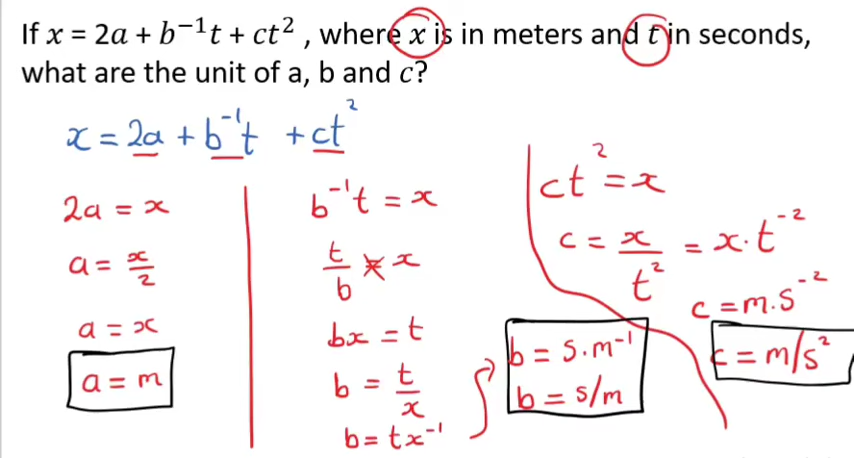 If x = 2a + b⁻¹t + ct² , where x is in meters and t in seconds,
what are the unit of a, b and c?
x = 2a + b⁻¹t + ct²
2a = x
a = x/2
a = x
a = m
b⁻¹t = x
t/b = x
bx = t
b = t/x
b = tx⁻¹
b = s.m⁻¹
b = s/m
ct² = x
c = x/t² = x·t⁻²
c = m.s⁻²
c = m/s²